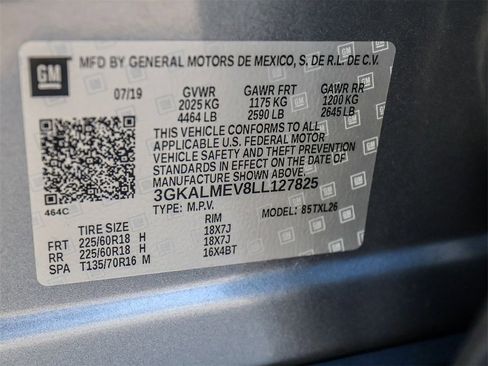 GM
MFD BY GENERAL MOTORS DE MEXICO, S. DE R.L. DE C.V.
07/19 GVWR GAWR FRT GAWR RR
2025 KG 1175 KG 1200 KG
4464 LB 2590 LB 2645 LB
THIS VEHICLE CONFORMS TO ALL
APPLICABLE U.S. FEDERAL MOTOR
VEHICLE SAFETY AND THEFT PREVENTION
STANDARDS IN EFFECT ON THE DATE OF
MANUFACTURE SHOWN ABOVE.
3GKALMEV8LL127825
TYPE: M.P.V. MODEL: 85TXL26
464C
TIRE SIZE RIM
FRT 225/60R18 H 18X7J
RR 225/60R18 H 18X7J
SPA T135/70R16 M 16X4BT